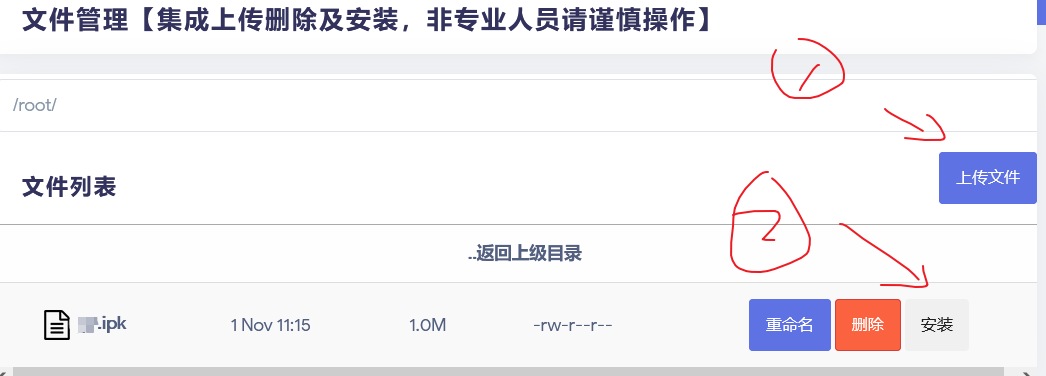 文件管理【集成上传删除及安装，非专业人员请谨慎操作】
1
/root/
上传文件
文件列表
2
..返回上级目录
.ipk 1 Nov 11:15 1.0M -rw-r--r-- 重命名 删除 安装